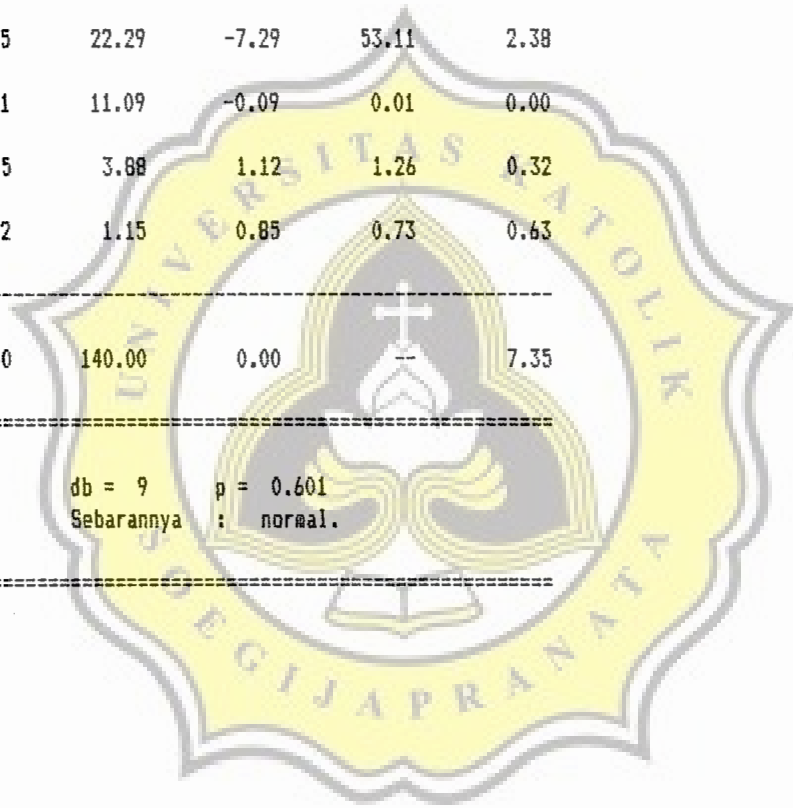 5 22.29 -7.29 53.11 2.38
1 11.09 -0.09 0.01 0.00
5 3.88 1.12 1.26 0.32
2 1.15 0.85 0.73 0.63
--------------------------------------------------
0 140.00 0.00 -- 7.35
==================================================
db = 9 p = 0.601
Sebarannya : normal.
==================================================
UNIVERSITAS KATOLIK
SOEGIJAPRANATA